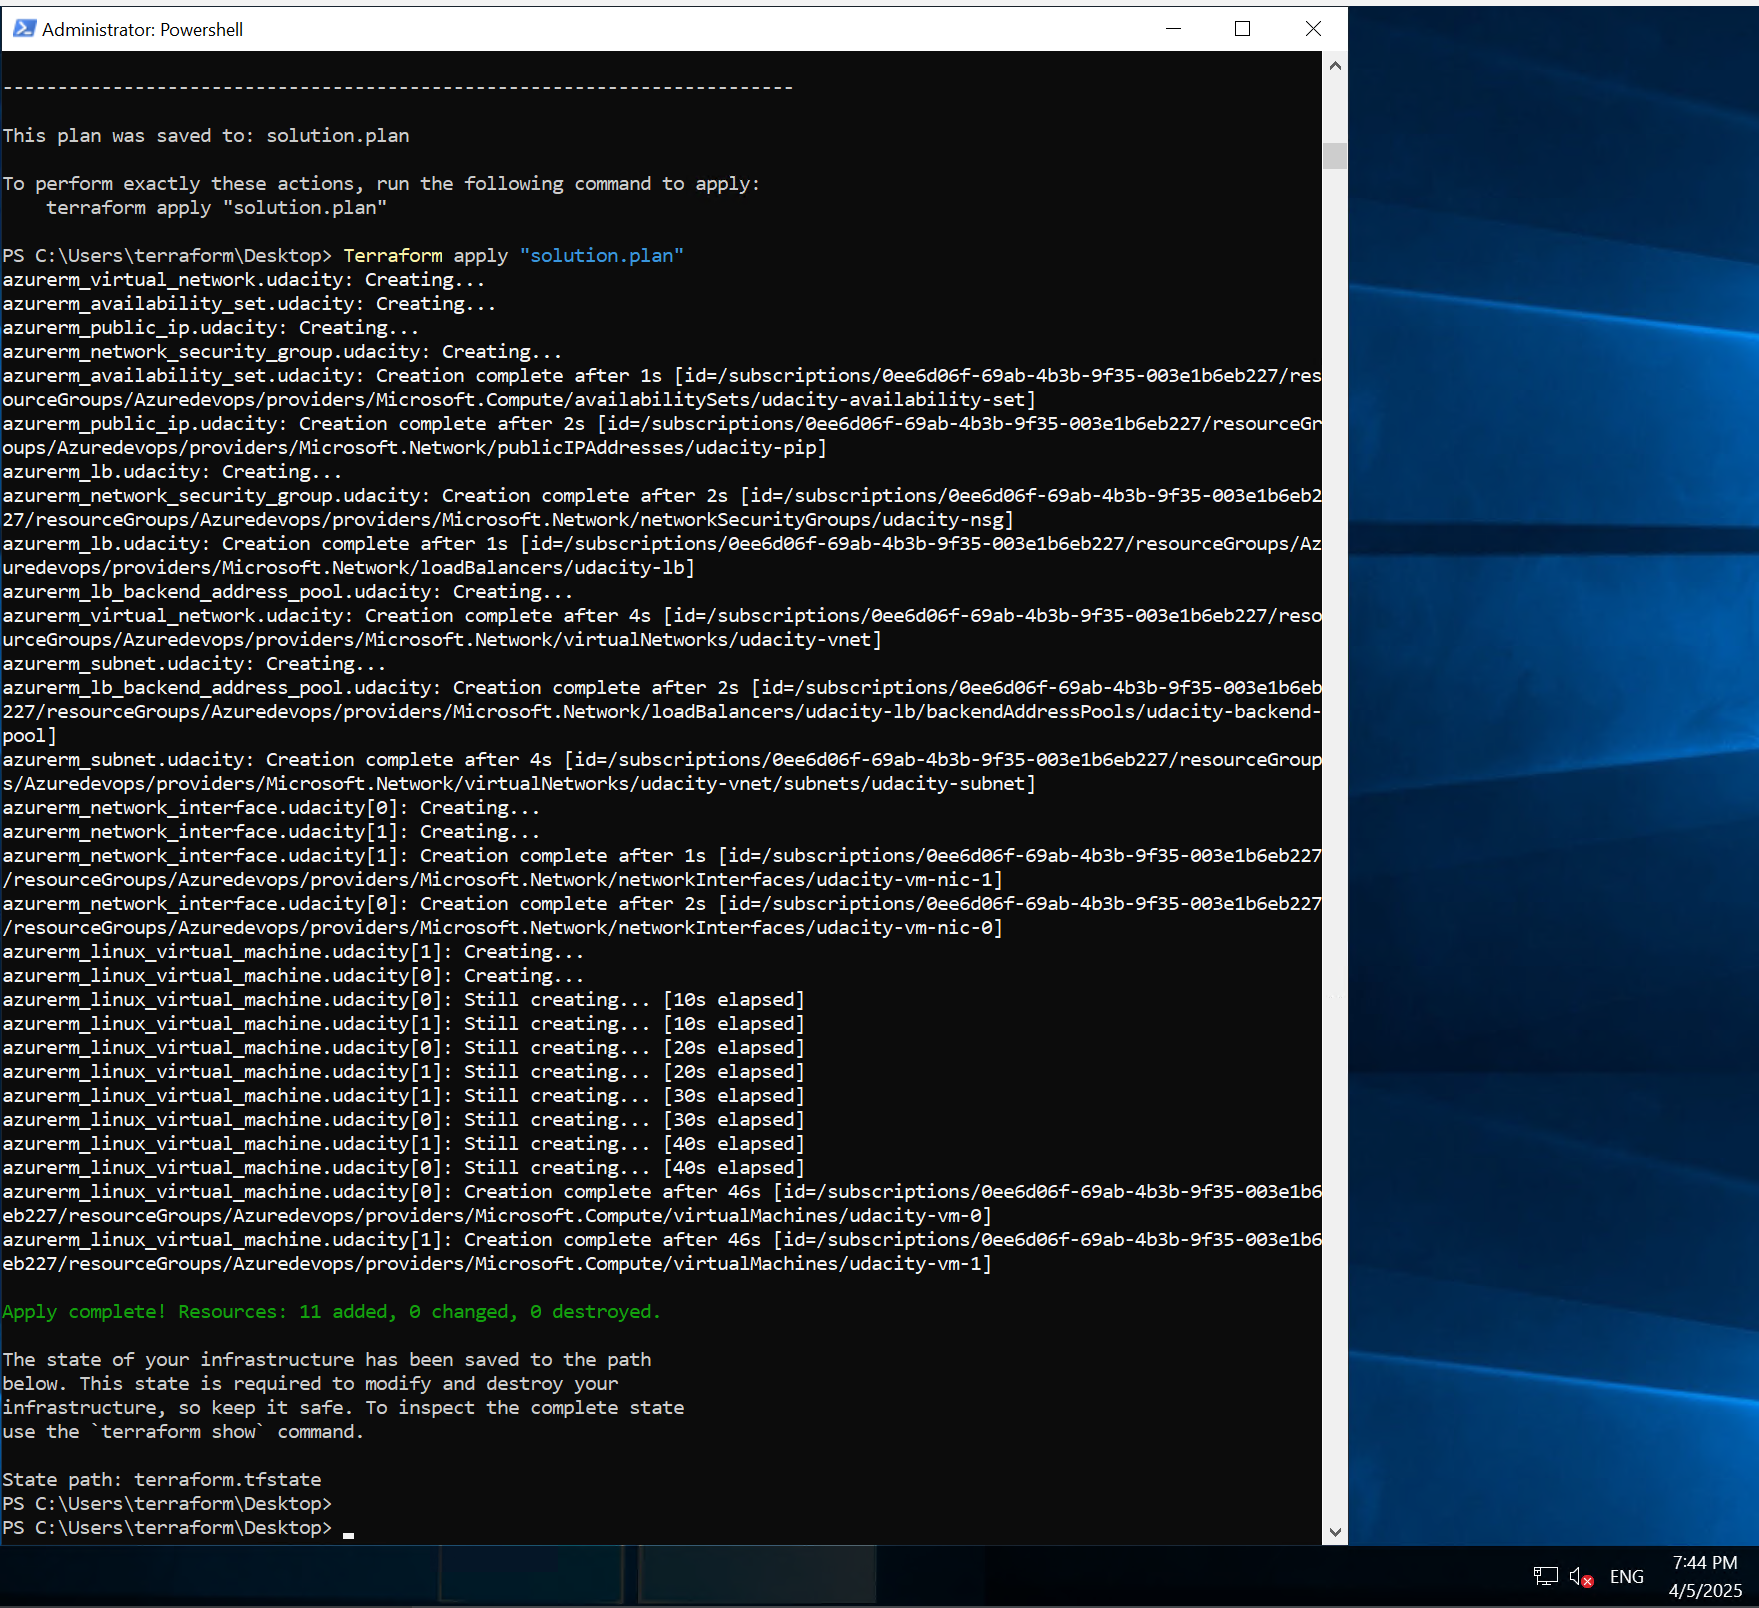 Administrator: Powershell
------------------------------------------------------------------------
This plan was saved to: solution.plan
To perform exactly these actions, run the following command to apply:
    terraform apply "solution.plan"
PS C:\Users\terraform\Desktop> Terraform apply "solution.plan"
azurerm_virtual_network.udacity: Creating...
azurerm_availability_set.udacity: Creating...
azurerm_public_ip.udacity: Creating...
azurerm_network_security_group.udacity: Creating...
azurerm_availability_set.udacity: Creation complete after 1s [id=/subscriptions/0ee6d06f-69ab-4b3b-9f35-003e1b6eb227/res
ourceGroups/Azuredevops/providers/Microsoft.Compute/availabilitySets/udacity-availability-set]
azurerm_public_ip.udacity: Creation complete after 2s [id=/subscriptions/0ee6d06f-69ab-4b3b-9f35-003e1b6eb227/resourceGr
oups/Azuredevops/providers/Microsoft.Network/publicIPAddresses/udacity-pip]
azurerm_lb.udacity: Creating...
azurerm_network_security_group.udacity: Creation complete after 2s [id=/subscriptions/0ee6d06f-69ab-4b3b-9f35-003e1b6eb2
27/resourceGroups/Azuredevops/providers/Microsoft.Network/networkSecurityGroups/udacity-nsg]
azurerm_lb.udacity: Creation complete after 1s [id=/subscriptions/0ee6d06f-69ab-4b3b-9f35-003e1b6eb227/resourceGroups/Az
uredevops/providers/Microsoft.Network/loadBalancers/udacity-lb]
azurerm_lb_backend_address_pool.udacity: Creating...
azurerm_virtual_network.udacity: Creation complete after 4s [id=/subscriptions/0ee6d06f-69ab-4b3b-9f35-003e1b6eb227/reso
urceGroups/Azuredevops/providers/Microsoft.Network/virtualNetworks/udacity-vnet]
azurerm_subnet.udacity: Creating...
azurerm_lb_backend_address_pool.udacity: Creation complete after 2s [id=/subscriptions/0ee6d06f-69ab-4b3b-9f35-003e1b6eb
227/resourceGroups/Azuredevops/providers/Microsoft.Network/loadBalancers/udacity-lb/backendAddressPools/udacity-backend-
pool]
azurerm_subnet.udacity: Creation complete after 4s [id=/subscriptions/0ee6d06f-69ab-4b3b-9f35-003e1b6eb227/resourceGroup
s/Azuredevops/providers/Microsoft.Network/virtualNetworks/udacity-vnet/subnets/udacity-subnet]
azurerm_network_interface.udacity[0]: Creating...
azurerm_network_interface.udacity[1]: Creating...
azurerm_network_interface.udacity[1]: Creation complete after 1s [id=/subscriptions/0ee6d06f-69ab-4b3b-9f35-003e1b6eb227
/resourceGroups/Azuredevops/providers/Microsoft.Network/networkInterfaces/udacity-vm-nic-1]
azurerm_network_interface.udacity[0]: Creation complete after 2s [id=/subscriptions/0ee6d06f-69ab-4b3b-9f35-003e1b6eb227
/resourceGroups/Azuredevops/providers/Microsoft.Network/networkInterfaces/udacity-vm-nic-0]
azurerm_linux_virtual_machine.udacity[1]: Creating...
azurerm_linux_virtual_machine.udacity[0]: Creating...
azurerm_linux_virtual_machine.udacity[0]: Still creating... [10s elapsed]
azurerm_linux_virtual_machine.udacity[1]: Still creating... [10s elapsed]
azurerm_linux_virtual_machine.udacity[0]: Still creating... [20s elapsed]
azurerm_linux_virtual_machine.udacity[1]: Still creating... [20s elapsed]
azurerm_linux_virtual_machine.udacity[1]: Still creating... [30s elapsed]
azurerm_linux_virtual_machine.udacity[0]: Still creating... [30s elapsed]
azurerm_linux_virtual_machine.udacity[1]: Still creating... [40s elapsed]
azurerm_linux_virtual_machine.udacity[0]: Still creating... [40s elapsed]
azurerm_linux_virtual_machine.udacity[0]: Creation complete after 46s [id=/subscriptions/0ee6d06f-69ab-4b3b-9f35-003e1b6
eb227/resourceGroups/Azuredevops/providers/Microsoft.Compute/virtualMachines/udacity-vm-0]
azurerm_linux_virtual_machine.udacity[1]: Creation complete after 46s [id=/subscriptions/0ee6d06f-69ab-4b3b-9f35-003e1b6
eb227/resourceGroups/Azuredevops/providers/Microsoft.Compute/virtualMachines/udacity-vm-1]
Apply complete! Resources: 11 added, 0 changed, 0 destroyed.
The state of your infrastructure has been saved to the path
below. This state is required to modify and destroy your
infrastructure, so keep it safe. To inspect the complete state
use the `terraform show` command.
State path: terraform.tfstate
PS C:\Users\terraform\Desktop>
PS C:\Users\terraform\Desktop>
ENG
7:44 PM
4/5/2025